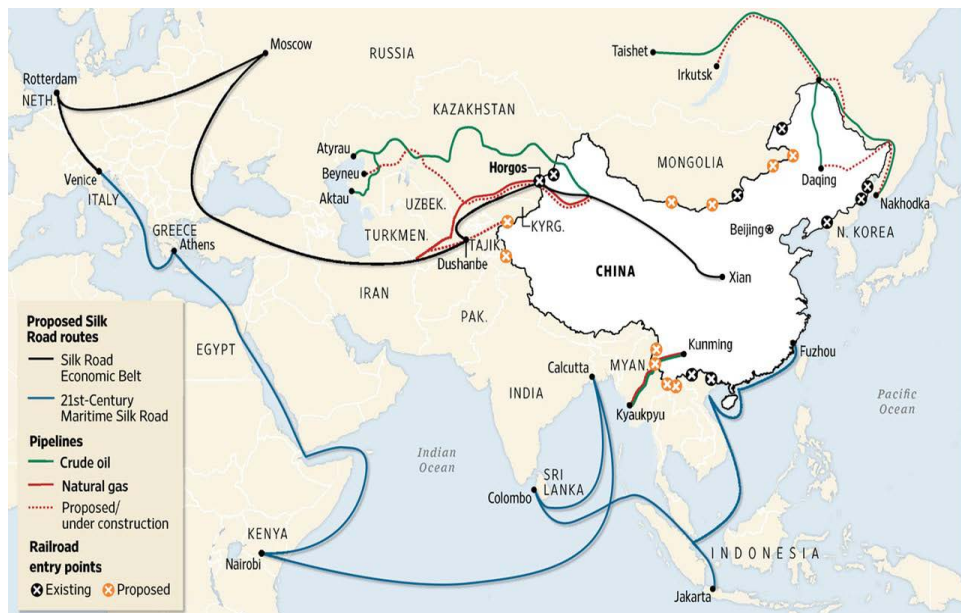 Moscow
RUSSIA
Taishet
Irkutsk
Rotterdam
NETH.
KAZAKHSTAN
Atyrau
Beyneu
Aktau
Horgos
MONGOLIA
Daqing
Nakhodka
Venice
ITALY
UZBEK.
GREECE
Athens
TURKMEN.
KYRG.
TAJIK.
Dushanbe
Beijing
N. KOREA
CHINA
Xian
IRAN
PAK.
EGYPT
Calcutta
MYAN.
Kunming
Fuzhou
INDIA
Kyaukpyu
Pacific
Ocean
Indian
Ocean
SRI
LANKA
Colombo
KENYA
Nairobi
INDONESIA
Jakarta
Proposed Silk
Road routes
Silk Road
Economic Belt
21st-Century
Maritime Silk Road
Pipelines
Crude oil
Natural gas
Proposed/
under construction
Railroad
entry points
Existing Proposed